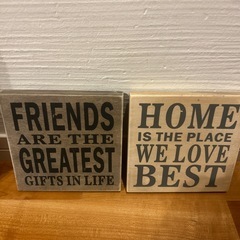 FRIENDS
ARE THE
GREATEST
GIFTS IN LIFE
HOME
IS THE PLACE
WE LOVE
BEST